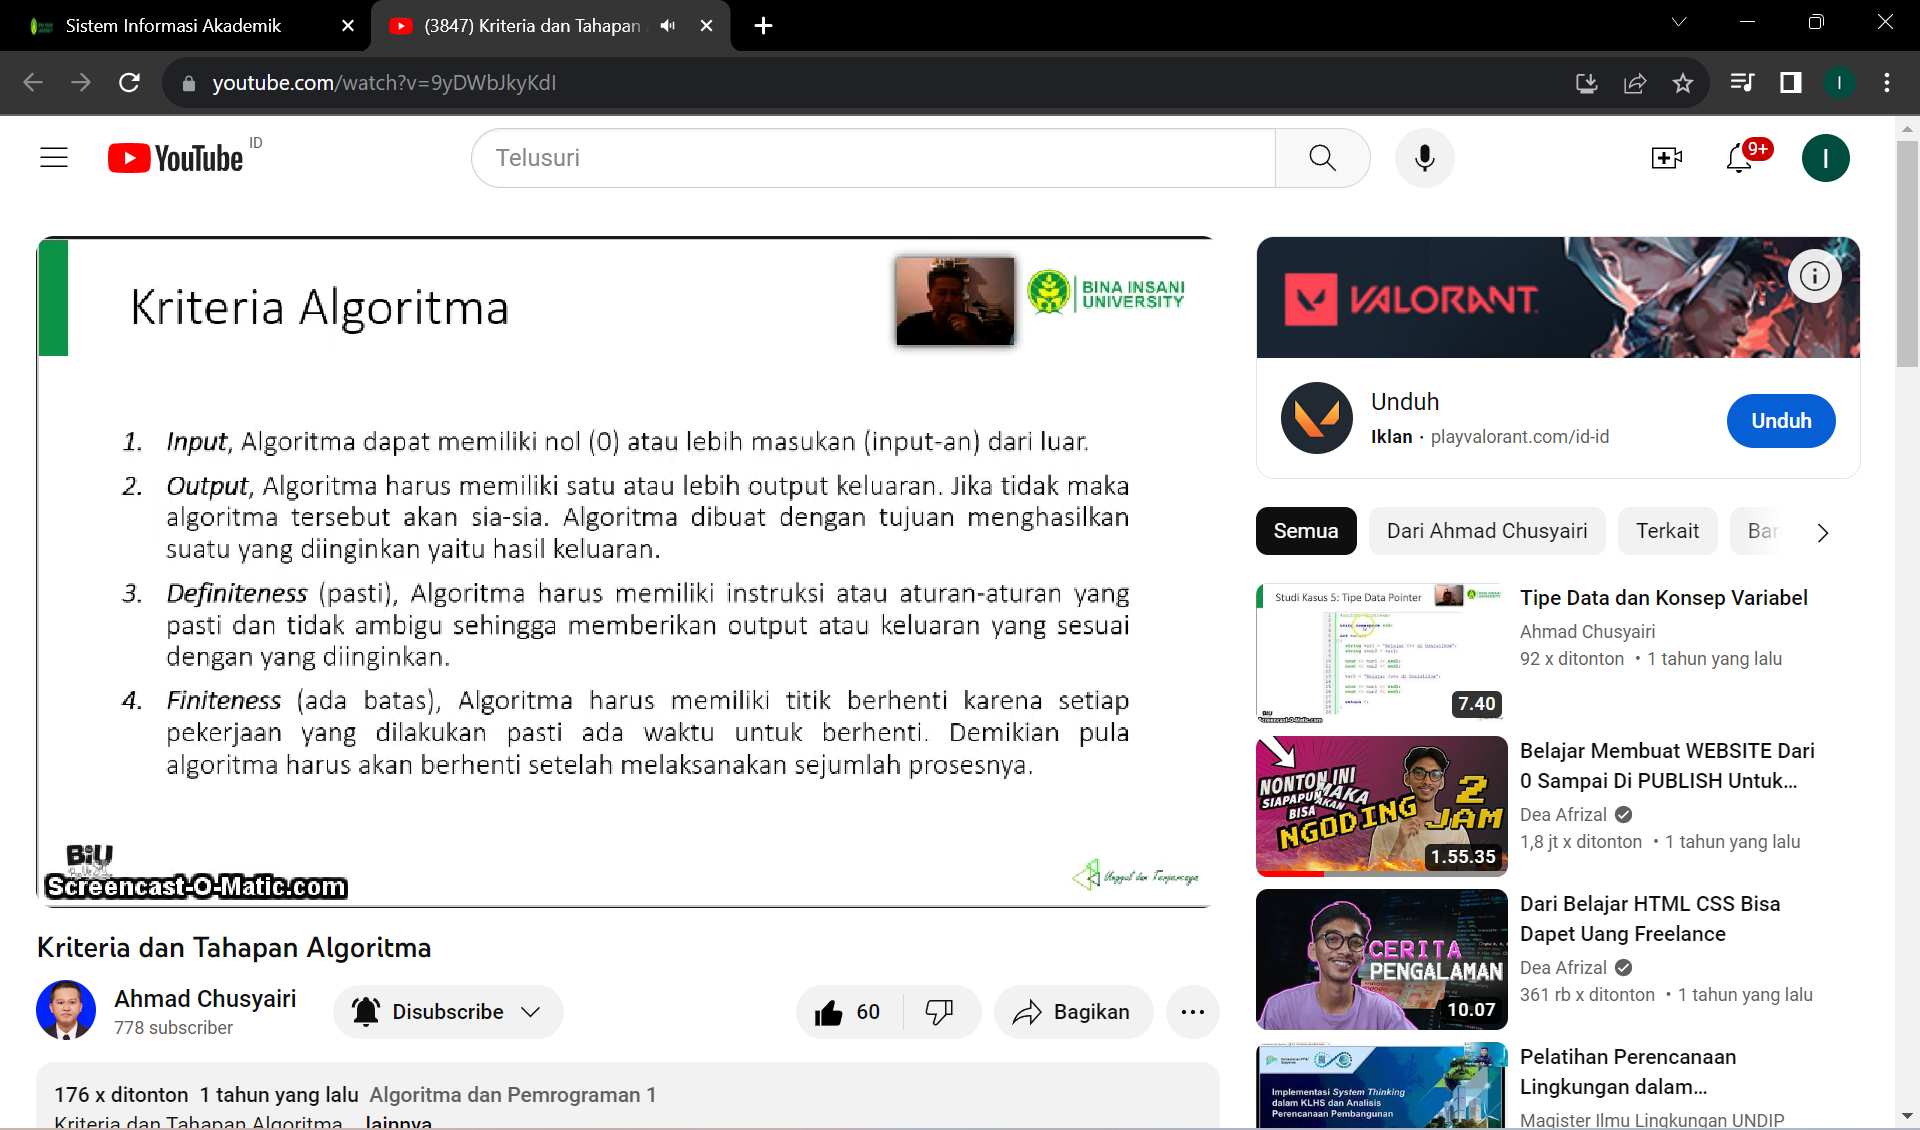 Sistem Informasi Akademik
(3847) Kriteria dan Tahapan
youtube.com/watch?v=9yDWbJkyKdI
I
YouTube ID
Telusuri
9+
I
Kriteria Algoritma
BINA INSANI
UNIVERSITY
1. Input, Algoritma dapat memiliki nol (0) atau lebih masukan (input-an) dari luar.
2. Output, Algoritma harus memiliki satu atau lebih output keluaran. Jika tidak maka
algoritma tersebut akan sia-sia. Algoritma dibuat dengan tujuan menghasilkan
suatu yang diinginkan yaitu hasil keluaran.
3. Definiteness (pasti), Algoritma harus memiliki instruksi atau aturan-aturan yang
pasti dan tidak ambigu sehingga memberikan output atau keluaran yang sesuai
dengan yang diinginkan.
4. Finiteness (ada batas), Algoritma harus memiliki titik berhenti karena setiap
pekerjaan yang dilakukan pasti ada waktu untuk berhenti. Demikian pula
algoritma harus akan berhenti setelah melaksanakan sejumlah prosesnya.
BiU
Screencast-O-Matic.com
Unggul dan Terpercaya
Kriteria dan Tahapan Algoritma
Ahmad Chusyairi
778 subscriber
Disubscribe
60
Bagikan
176 x ditonton 1 tahun yang lalu Algoritma dan Pemrograman 1
Kriteria dan Tahapan Algoritma... lainnya
VALORANT
Unduh
Iklan · playvalorant.com/id-id
Unduh
Semua
Dari Ahmad Chusyairi
Terkait
Bar
Studi Kasus 5: Tipe Data Pointer
7.40
Tipe Data dan Konsep Variabel
Ahmad Chusyairi
92 x ditonton • 1 tahun yang lalu
NONTON INI
SIAPAPUN MAKA
BISA AKAN
NGODING 2
JAM
1.55.35
Belajar Membuat WEBSITE Dari
0 Sampai Di PUBLISH Untuk...
Dea Afrizal
1,8 jt x ditonton • 1 tahun yang lalu
CERITA
PENGALAMAN
10.07
Dari Belajar HTML CSS Bisa
Dapet Uang Freelance
Dea Afrizal
361 rb x ditonton • 1 tahun yang lalu
Implementasi System Thinking
dalam KLHS dan Analisis
Perencanaan Pembangunan
Pelatihan Perencanaan
Lingkungan dalam...
Magister Ilmu Lingkungan UNDIP